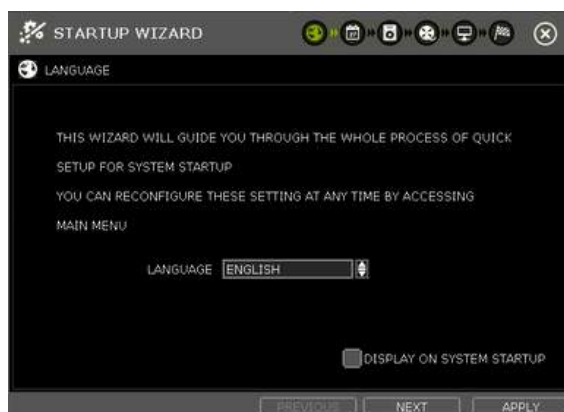 STARTUP WIZARD
LANGUAGE
THIS WIZARD WILL GUIDE YOU THROUGH THE WHOLE PROCESS OF QUICK
SETUP FOR SYSTEM STARTUP
YOU CAN RECONFIGURE THESE SETTING AT ANY TIME BY ACCESSING
MAIN MENU
LANGUAGE ENGLISH
DISPLAY ON SYSTEM STARTUP
PREVIOUS NEXT APPLY